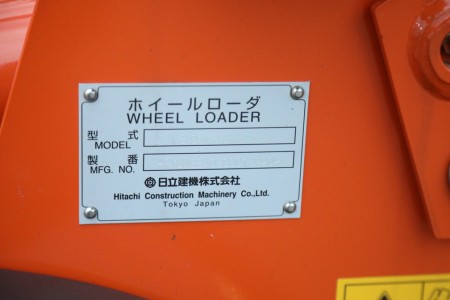 ホイールローダ
WHEEL LOADER
型式
MODEL
製番
MFG. NO.
日立建機株式会社
Hitachi Construction Machinery Co., Ltd.
Tokyo Japan